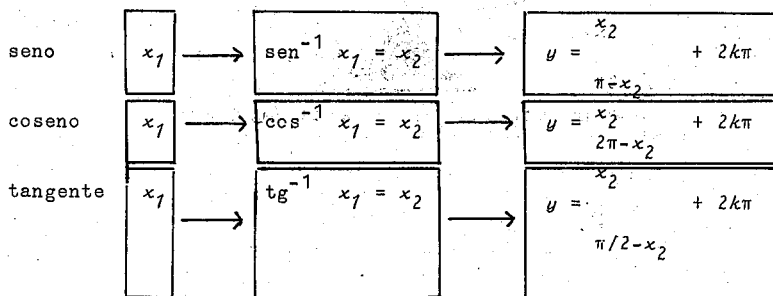 x₂
seno x₁ sen⁻¹ x₁ = x₂ y = + 2kπ
π-x₂
coseno x₁ cos⁻¹ x₁ = x₂ y = x₂ + 2kπ
2π-x₂
x₂
tangente x₁ tg⁻¹ x₁ = x₂ y = + 2kπ
π/2-x₂